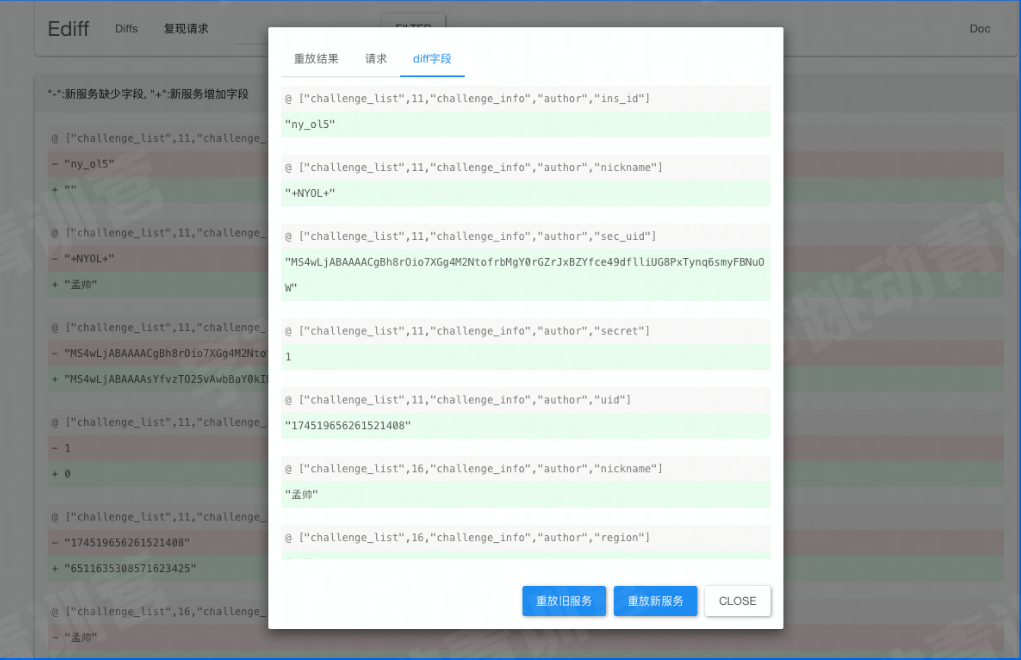 Ediff
Diffs
复现请求
FILTER
Doc
"-":新服务缺少字段, "+":新服务增加字段
@ ["challenge_list",11,"challenge_
- "ny_ol5"
+ ""
@ ["challenge_list",11,"challenge_
- "+NYOL+"
+ "孟帅"
@ ["challenge_list",11,"challenge_
- "MS4wLjABAAAACgBh8rOio7XGg4M2Nto
+ "MS4wLjABAAAAsYfvzTO25vAwbBaY0kI
@ ["challenge_list",11,"challenge_
- 1
+ 0
@ ["challenge_list",11,"challenge_
- "174519656261521408"
+ "6511635308571623425"
@ ["challenge_list",16,"challenge_
- "孟帅"
重放结果
请求
diff字段
@ ["challenge_list",11,"challenge_info","author","ins_id"]
"ny_ol5"
@ ["challenge_list",11,"challenge_info","author","nickname"]
"+NYOL+"
@ ["challenge_list",11,"challenge_info","author","sec_uid"]
"MS4wLjABAAAACgBh8rOio7XGg4M2NtofrbMgY0rGZrJxBZYfce49dflliUG8PxTynq6smyFBNuO
W"
@ ["challenge_list",11,"challenge_info","author","secret"]
1
@ ["challenge_list",11,"challenge_info","author","uid"]
"174519656261521408"
@ ["challenge_list",16,"challenge_info","author","nickname"]
"孟帅"
@ ["challenge_list",16,"challenge_info","author","region"]
重放旧服务
重放新服务
CLOSE